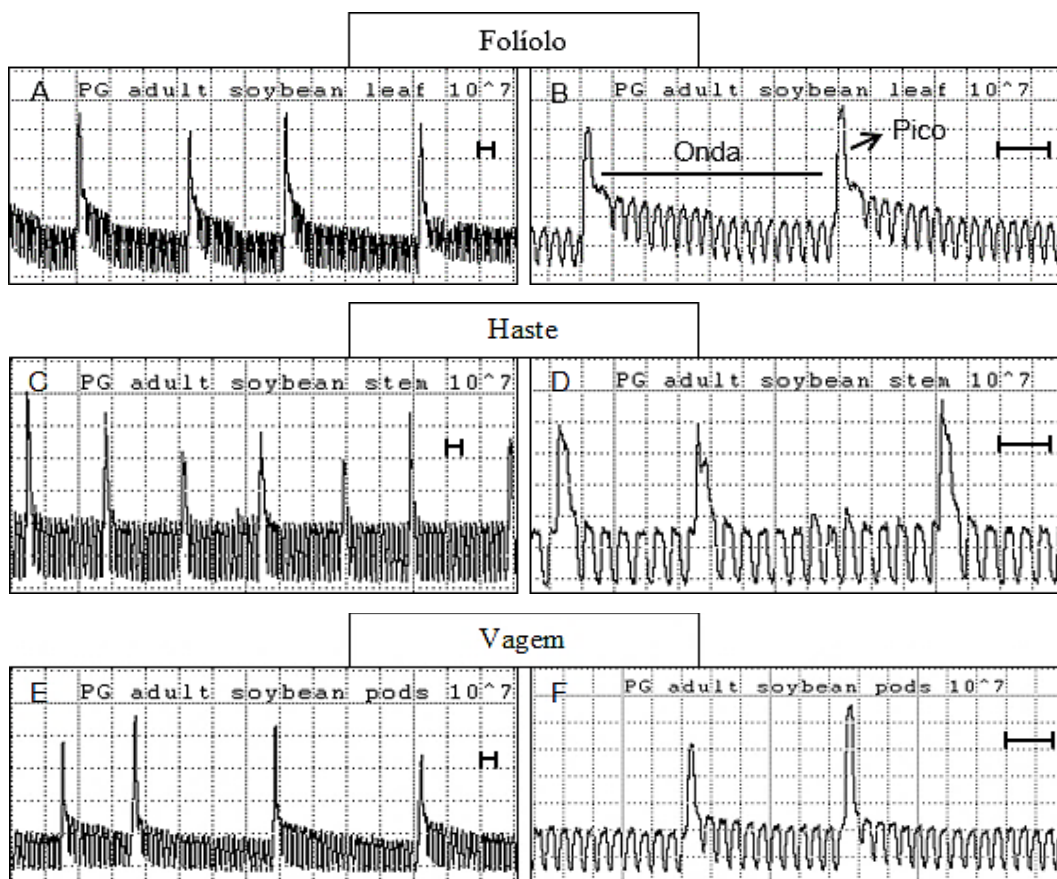 Folíolo
A PG adult soybean leaf 10^7
B PG adult soybean leaf 10^7
Onda
Pico
Haste
C PG adult soybean stem 10^7
D PG adult soybean stem 10^7
Vagem
E PG adult soybean pods 10^7
F PG adult soybean pods 10^7